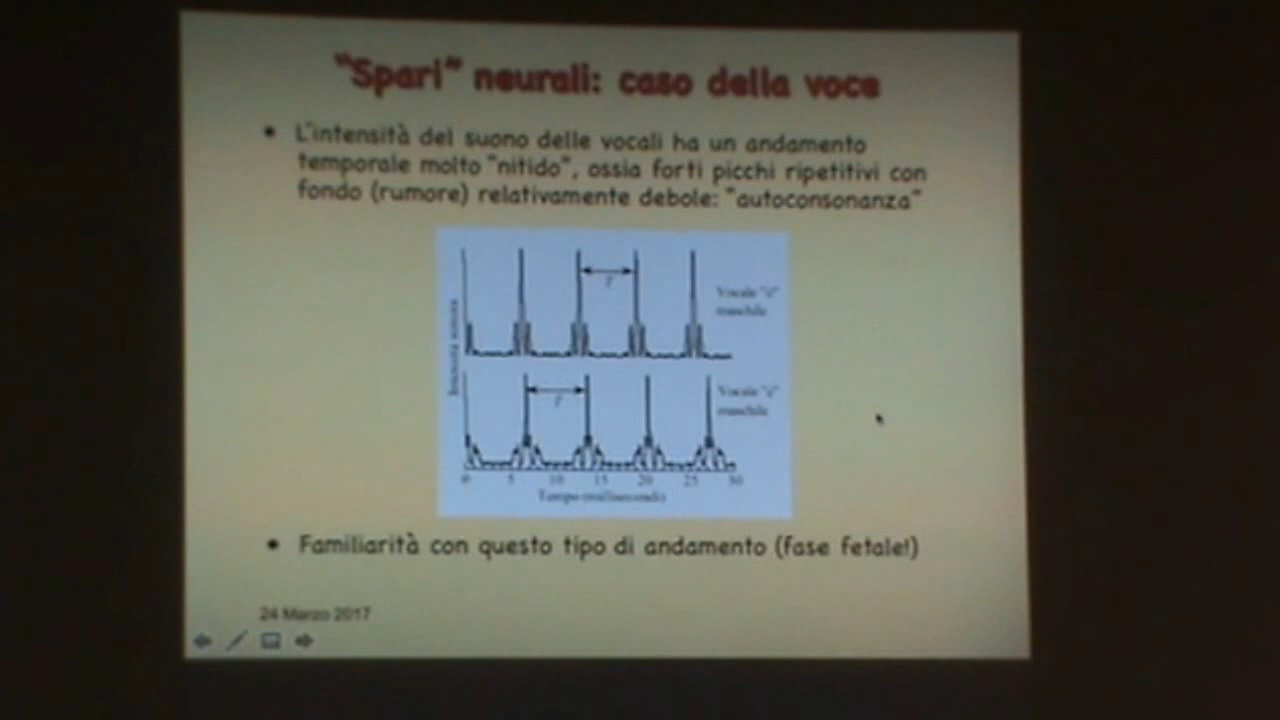 "Spari" neurali: caso della voce
• L'intensità del suono delle vocali ha un andamento
temporale molto "nitido", ossia forti picchi ripetitivi con
fondo (rumore) relativamente debole: "autoconsonanza"
T
Vocale
maschile
Intensità sonora
T
Vocale
maschile
0 5 10 15 20 25 30
Tempo (millisecondi)
• Familiarità con questo tipo di andamento (fase fetale!)
24 Marzo 2017